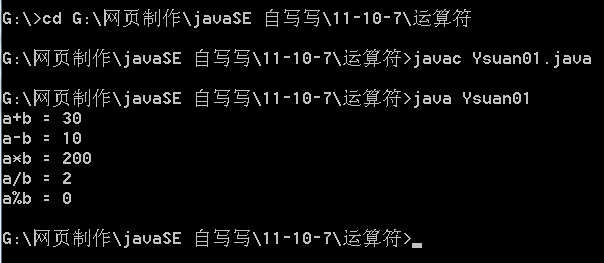 G:\>cd G:\网页制作\javaSE 自写写\11-10-7\运算符
G:\网页制作\javaSE 自写写\11-10-7\运算符>javac Ysuan01.java
G:\网页制作\javaSE 自写写\11-10-7\运算符>java Ysuan01
a+b = 30
a-b = 10
a×b = 200
a/b = 2
a%b = 0
G:\网页制作\javaSE 自写写\11-10-7\运算符>_